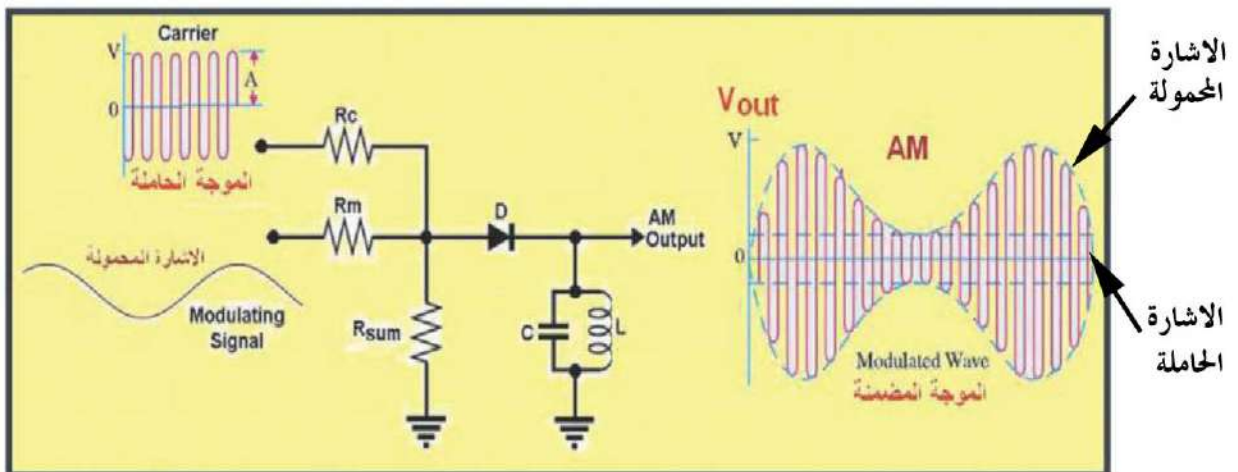 Carrier
V
A
0
الموجة الحاملة
Rc
Rm
الاشارة المحمولة
Modulating
Signal
Rsum
D
AM
Output
C
L
Vout
V
AM
0
Modulated Wave
الموجة المضمنة
الاشارة
المحمولة
الاشارة
الحاملة